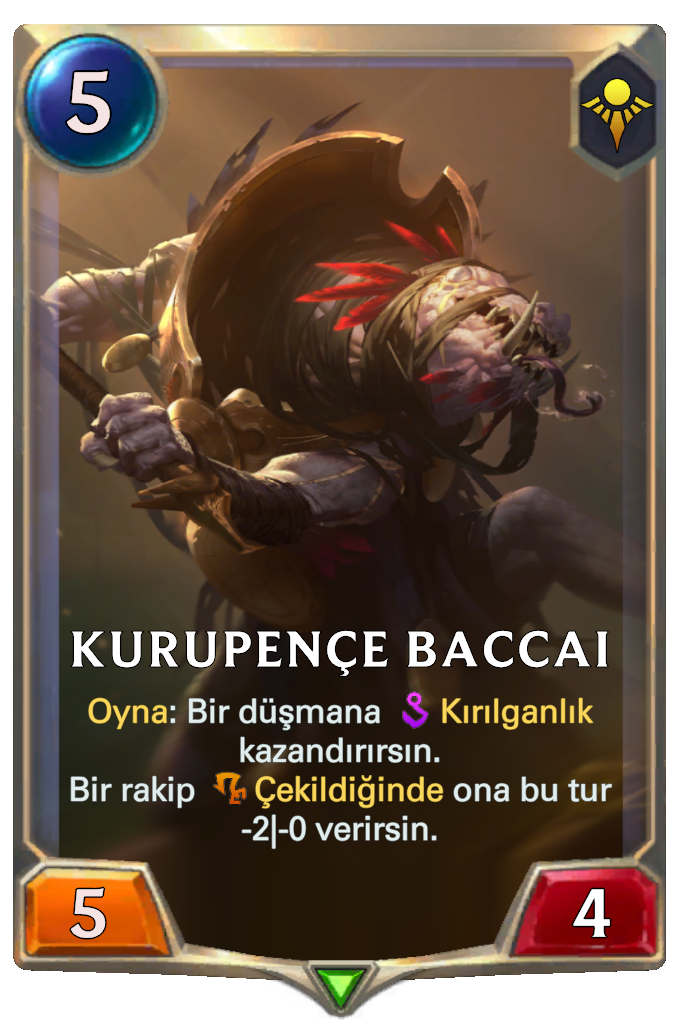 5
KURUPENÇE BACCAI
Oyna: Bir düşmana Kırılganlık
kazandırırsın.
Bir rakip Çekildiğinde ona bu tur
-2|-0 verirsin.
5
4